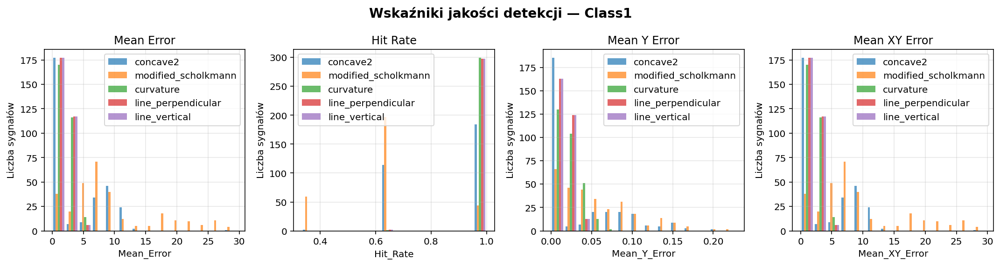 Wskaźniki jakości detekcji — Class1
Mean Error
concave2
modified_scholkmann
curvature
line_perpendicular
line_vertical
175
150
125
100
75
50
25
0
Liczba sygnałów
0 5 10 15 20 25 30
Mean_Error
Hit Rate
concave2
modified_scholkmann
curvature
line_perpendicular
line_vertical
300
250
200
150
100
50
0
Liczba sygnałów
0.4 0.6 0.8 1.0
Hit_Rate
Mean Y Error
concave2
modified_scholkmann
curvature
line_perpendicular
line_vertical
175
150
125
100
75
50
25
0
Liczba sygnałów
0.00 0.05 0.10 0.15 0.20
Mean_Y_Error
Mean XY Error
concave2
modified_scholkmann
curvature
line_perpendicular
line_vertical
175
150
125
100
75
50
25
0
Liczba sygnałów
0 5 10 15 20 25 30
Mean_XY_Error